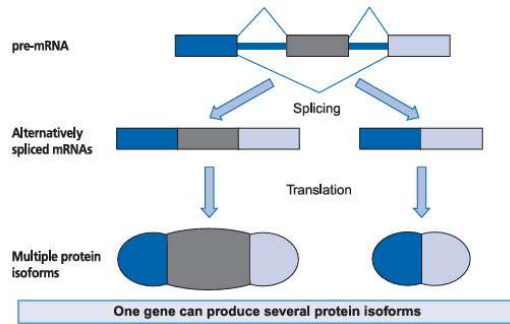 pre-mRNA
Splicing
Alternatively
spliced mRNAs
Translation
Multiple protein
isoforms
One gene can produce several protein isoforms